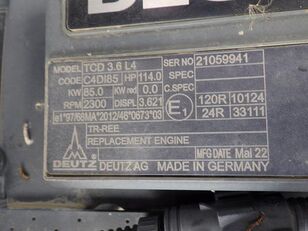 DEUTZ
MODEL TCD 3.6 L4 SER NO 21059941
CODE C4DI85 HP 114.0 SPEC
KW 85.0 KW red 0.0 C.SPEC
RPM 2300 DISPL 3,621 E1 120R 10124
e1*97/68MA*2012/46*0673*03 24R 33111
TR-REE
REPLACEMENT ENGINE
MFG DATE Mai 22
DEUTZ DEUTZ AG MADE IN GERMANY